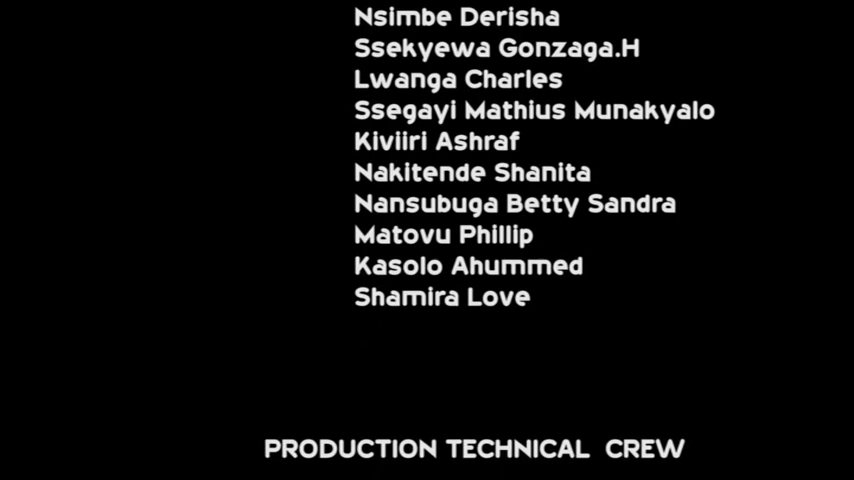 Nsimbe Derisha
Ssekyewa Gonzaga.H
Lwanga Charles
Ssegayi Mathius Munakyalo
Kiviiri Ashraf
Nakitende Shanita
Nansubuga Betty Sandra
Matovu Phillip
Kasolo Ahummed
Shamira Love
PRODUCTION TECHNICAL CREW